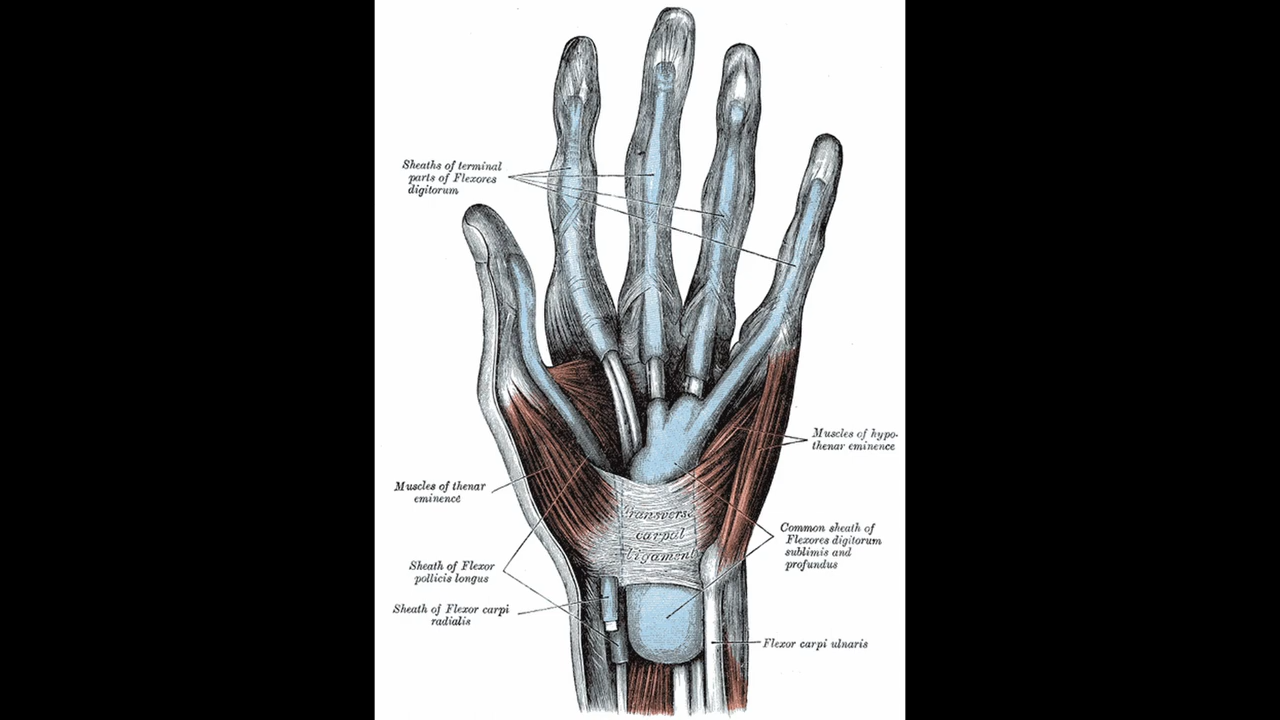 Sheaths of terminal
parts of Flexores
digitorum
Muscles of hypo-
thenar eminence
Muscles of thenar
eminence
transverse
carpal
ligament
Common sheath of
Flexores digitorum
sublimis and
profundus
Sheath of Flexor
pollicis longus
Sheath of Flexor carpi
radialis
Flexor carpi ulnaris